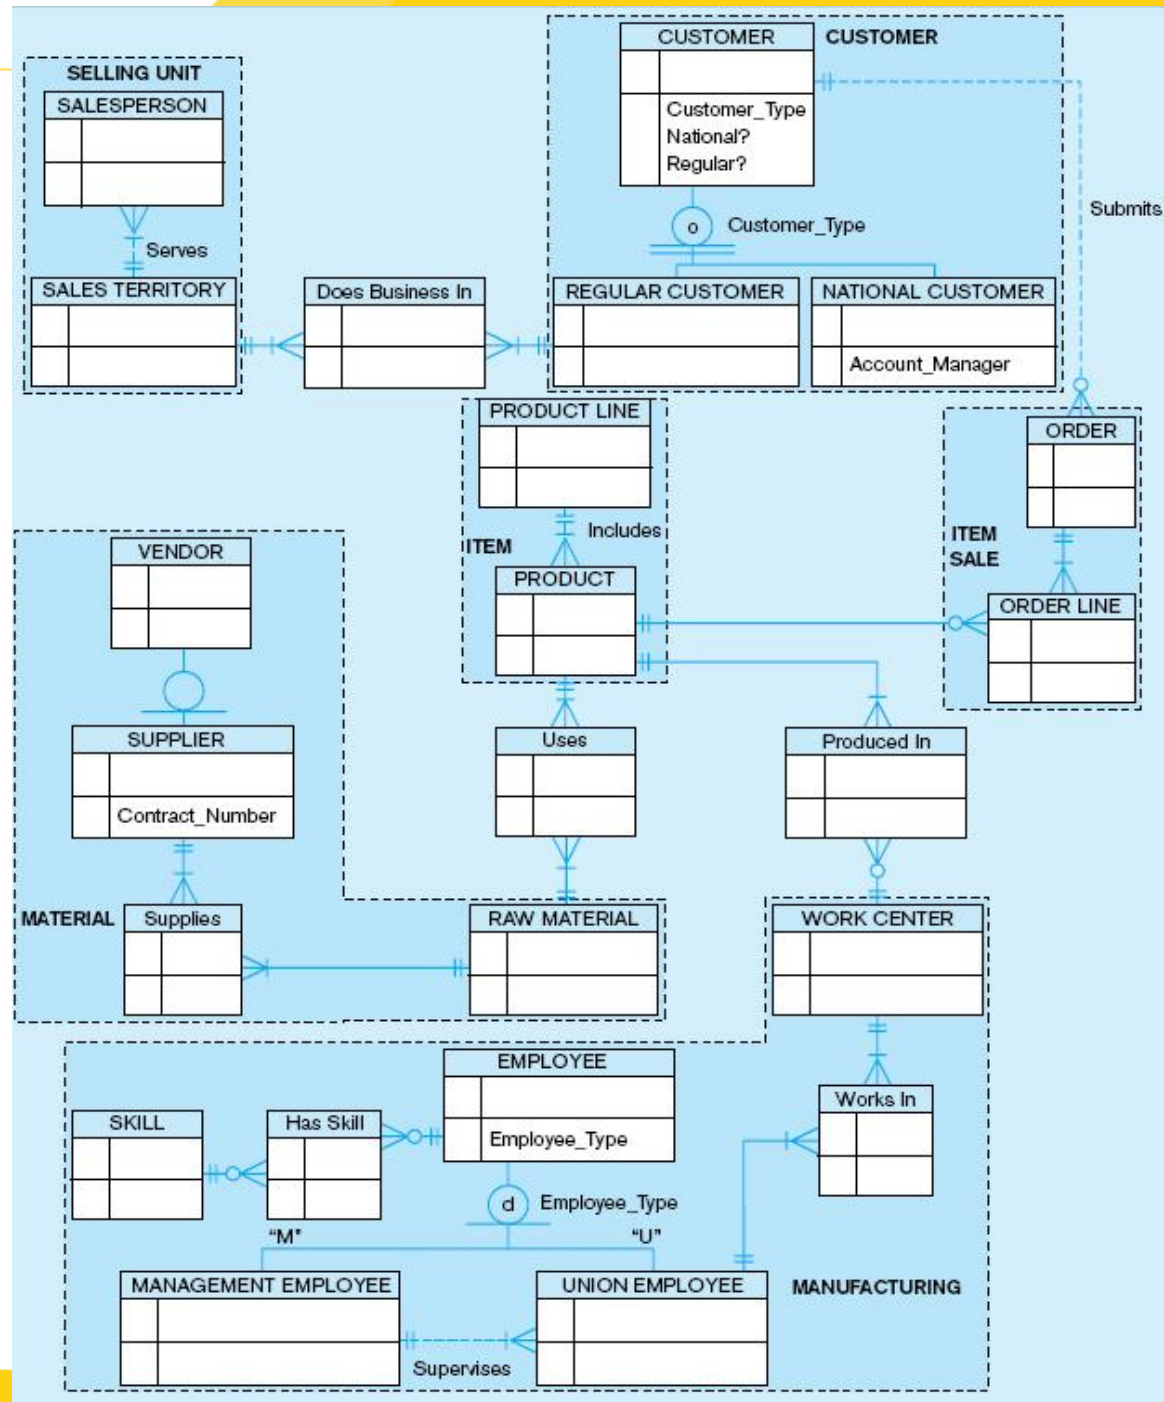 CUSTOMER
CUSTOMER
Customer_Type
National?
Regular?
SELLING UNIT
SALESPERSON
Submits
Customer_Type
o
Serves
SALES TERRITORY
Does Business In
REGULAR CUSTOMER
NATIONAL CUSTOMER
Account_Manager
PRODUCT LINE
ORDER
Includes
ITEM
ITEM
SALE
VENDOR
PRODUCT
ORDER LINE
SUPPLIER
Contract_Number
Uses
Produced In
MATERIAL
Supplies
RAW MATERIAL
WORK CENTER
EMPLOYEE
Employee_Type
SKILL
Has Skill
Works In
d
Employee_Type
"M"
"U"
MANAGEMENT EMPLOYEE
UNION EMPLOYEE
MANUFACTURING
Supervises